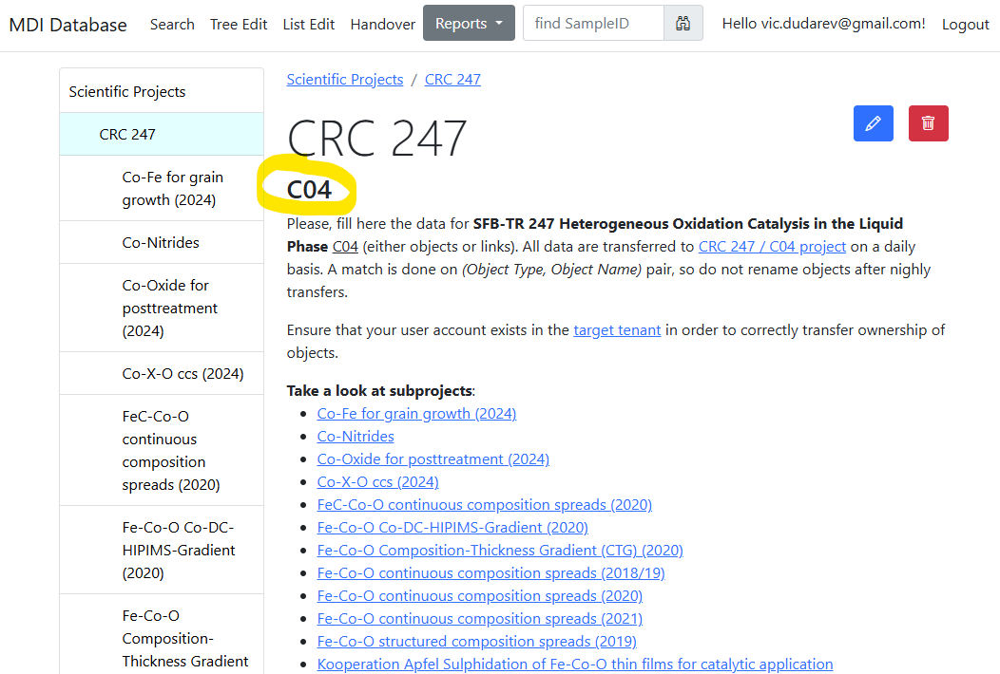 MDI Database Search Tree Edit List Edit Handover Reports find SampleID Hello vic.dudarev@gmail.com! Logout
Scientific Projects
CRC 247
Co-Fe for grain
growth (2024)
Co-Nitrides
Co-Oxide for
posttreatment
(2024)
Co-X-O ccs (2024)
FeC-Co-O
continuous
composition
spreads (2020)
Fe-Co-O Co-DC-
HIPIMS-Gradient
(2020)
Fe-Co-O
Composition-
Thickness Gradient
Scientific Projects / CRC 247
CRC 247
C04
Please, fill here the data for SFB-TR 247 Heterogeneous Oxidation Catalysis in the Liquid
Phase C04 (either objects or links). All data are transferred to CRC 247 / C04 project on a daily
basis. A match is done on (Object Type, Object Name) pair, so do not rename objects after nighly
transfers.
Ensure that your user account exists in the target tenant in order to correctly transfer ownership of
objects.
Take a look at subprojects:
• Co-Fe for grain growth (2024)
• Co-Nitrides
• Co-Oxide for posttreatment (2024)
• Co-X-O ccs (2024)
• FeC-Co-O continuous composition spreads (2020)
• Fe-Co-O Co-DC-HIPIMS-Gradient (2020)
• Fe-Co-O Composition-Thickness Gradient (CTG) (2020)
• Fe-Co-O continuous composition spreads (2018/19)
• Fe-Co-O continuous composition spreads (2020)
• Fe-Co-O continuous composition spreads (2021)
• Fe-Co-O structured composition spreads (2019)
• Kooperation Apfel Sulphidation of Fe-Co-O thin films for catalytic application